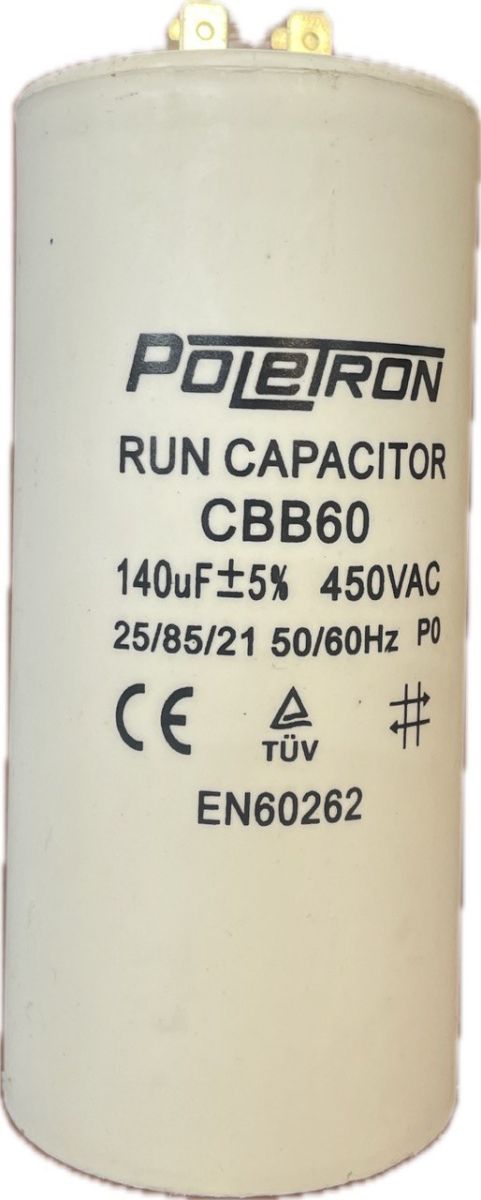 POLETRON
RUN CAPACITOR
CBB60
140uF±5% 450VAC
25/85/21 50/60Hz P0
CE TÜV
EN60262